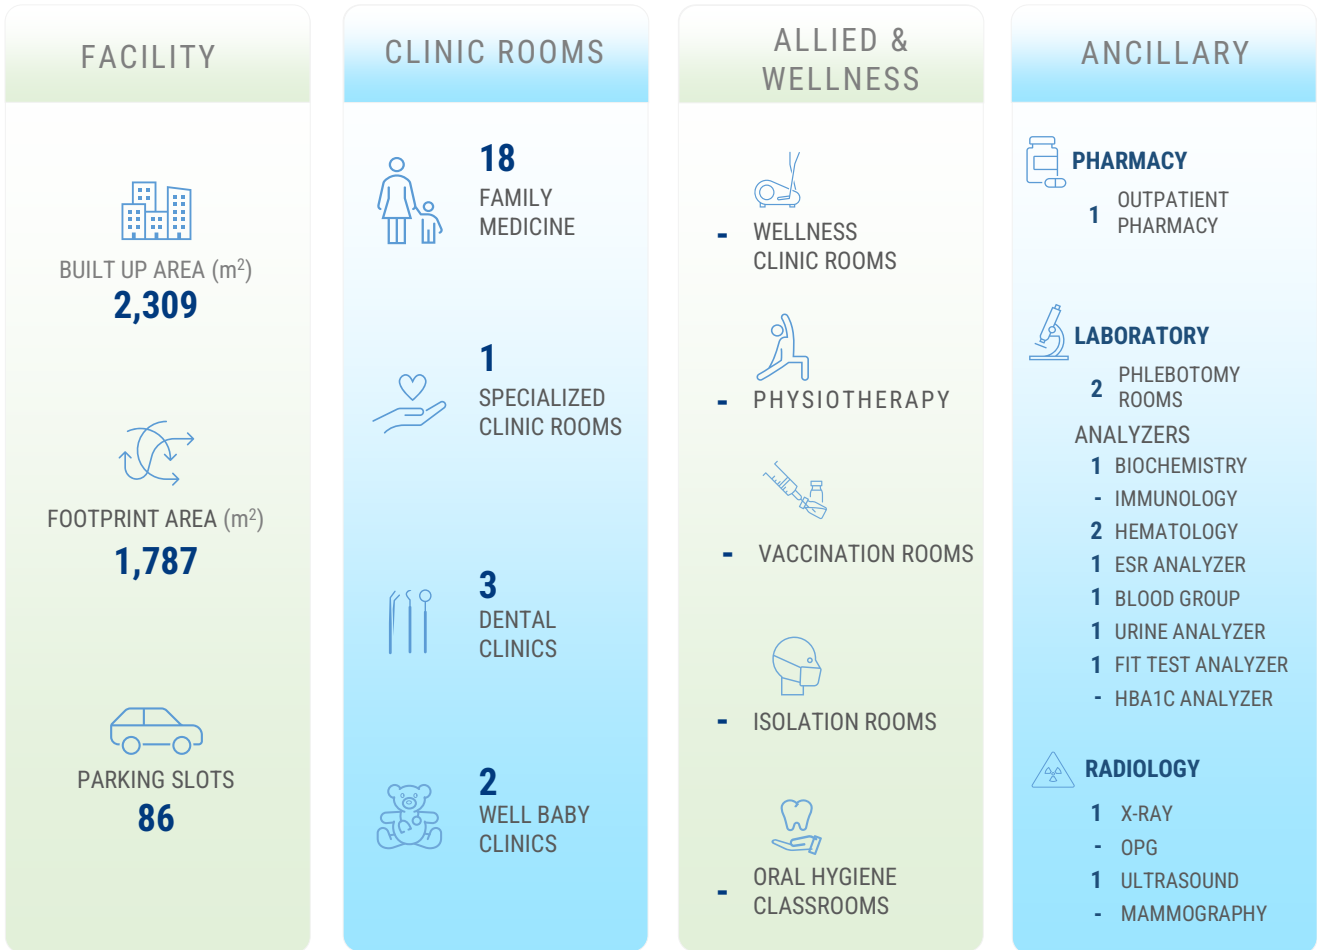 FACILITY
BUILT UP AREA (m²)
2,309
FOOTPRINT AREA (m²)
1,787
PARKING SLOTS
86
CLINIC ROOMS
18
FAMILY
MEDICINE
1
SPECIALIZED
CLINIC ROOMS
3
DENTAL
CLINICS
2
WELL BABY
CLINICS
ALLIED &
WELLNESS
- WELLNESS
CLINIC ROOMS
- PHYSIOTHERAPY
- VACCINATION ROOMS
- ISOLATION ROOMS
- ORAL HYGIENE
CLASSROOMS
ANCILLARY
PHARMACY
1 OUTPATIENT
PHARMACY
LABORATORY
2 PHLEBOTOMY
ROOMS
ANALYZERS
1 BIOCHEMISTRY
- IMMUNOLOGY
2 HEMATOLOGY
1 ESR ANALYZER
1 BLOOD GROUP
1 URINE ANALYZER
1 FIT TEST ANALYZER
- HBA1C ANALYZER
RADIOLOGY
1 X-RAY
- OPG
1 ULTRASOUND
- MAMMOGRAPHY